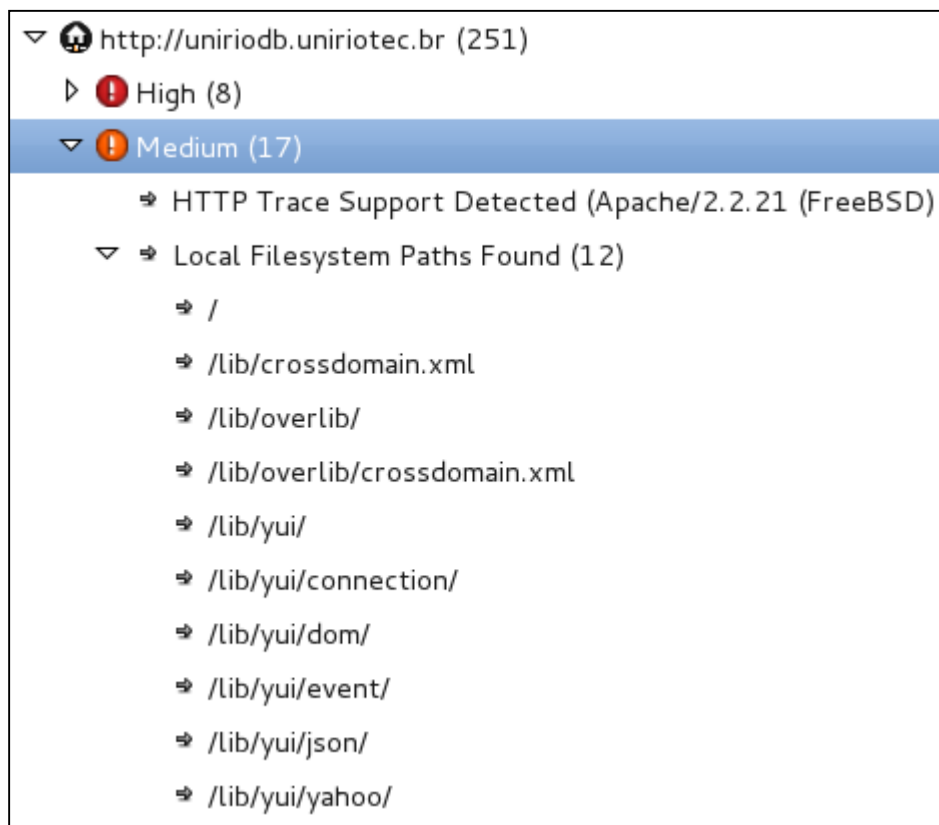 http://uniriodb.uniriotec.br (251)
High (8)
Medium (17)
HTTP Trace Support Detected (Apache/2.2.21 (FreeBSD)
Local Filesystem Paths Found (12)
/
/lib/crossdomain.xml
/lib/overlib/
/lib/overlib/crossdomain.xml
/lib/yui/
/lib/yui/connection/
/lib/yui/dom/
/lib/yui/event/
/lib/yui/json/
/lib/yui/yahoo/